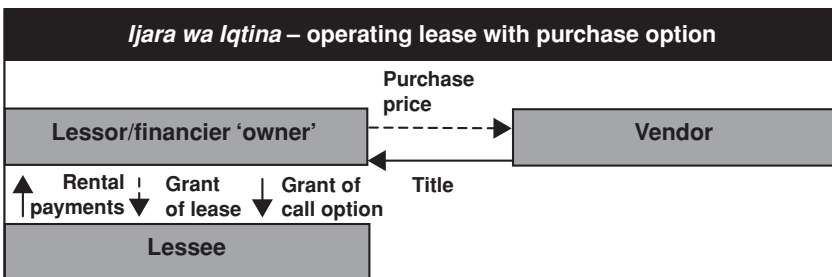 Ijara wa Iqtina – operating lease with purchase option
Purchase
price
Lessor/financier ‘owner’
Vendor
Title
Rental
payments
Grant
of lease
Grant of
call option
Lessee